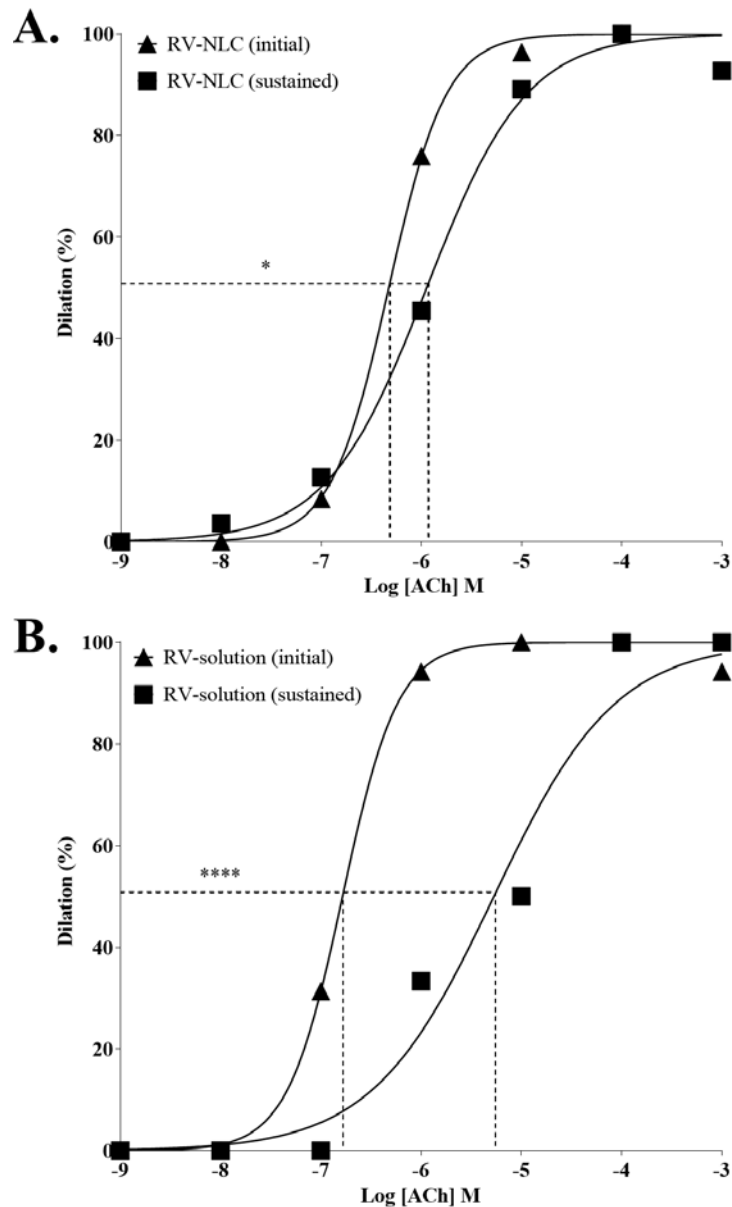 A.
100
RV-NLC (initial)
RV-NLC (sustained)
80
60
*
40
20
0
Dilation (%)
-9 -8 -7 -6 -5 -4 -3
Log [ACh] M
B.
100
RV-solution (initial)
RV-solution (sustained)
80
60
****
40
20
0
Dilation (%)
-9 -8 -7 -6 -5 -4 -3
Log [ACh] M